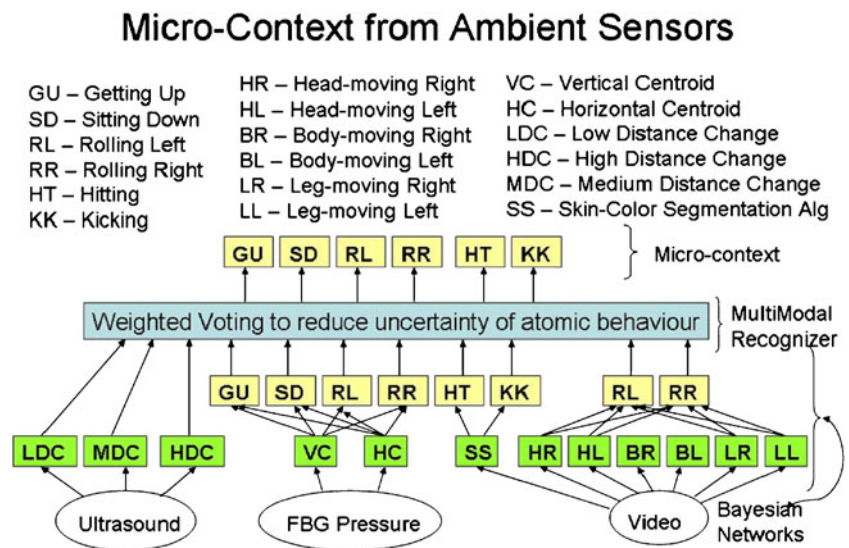 Micro-Context from Ambient Sensors
GU – Getting Up
SD – Sitting Down
RL – Rolling Left
RR – Rolling Right
HT – Hitting
KK – Kicking
HR – Head-moving Right
HL – Head-moving Left
BR – Body-moving Right
BL – Body-moving Left
LR – Leg-moving Right
LL – Leg-moving Left
VC – Vertical Centroid
HC – Horizontal Centroid
LDC – Low Distance Change
HDC – High Distance Change
MDC – Medium Distance Change
SS – Skin-Color Segmentation Alg
GU SD RL RR HT KK
Micro-context
Weighted Voting to reduce uncertainty of atomic behaviour
MultiModal
Recognizer
GU SD RL RR HT KK RL RR
LDC MDC HDC VC HC SS HR HL BR BL LR LL
Ultrasound FBG Pressure Video
Bayesian
Networks